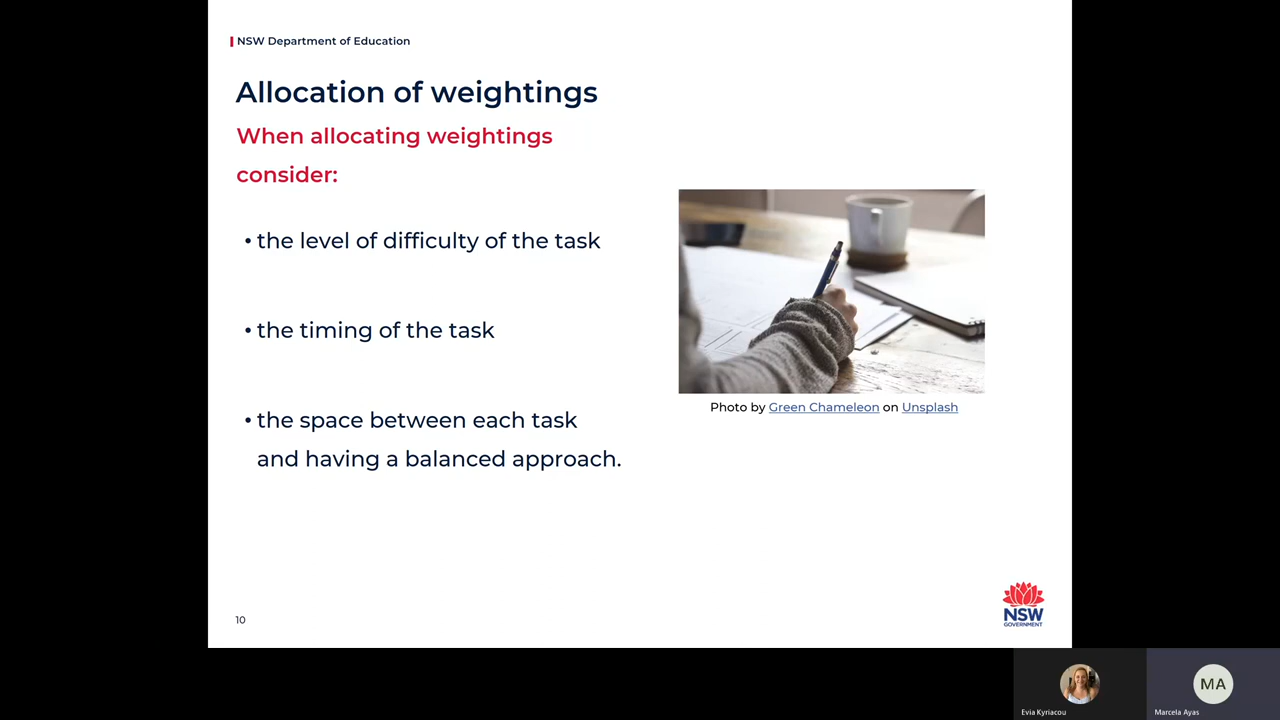 NSW Department of Education
Allocation of weightings
When allocating weightings
consider:
• the level of difficulty of the task
• the timing of the task
• the space between each task
and having a balanced approach.
Photo by Green Chameleon on Unsplash
10
NSW
GOVERNMENT
MA
Evia Kyriacou
Marcela Ayas